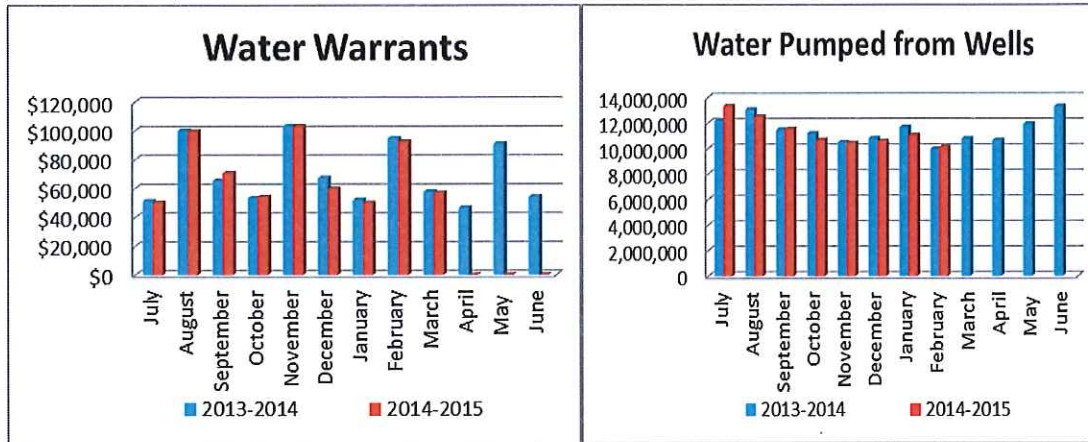 Water Warrants
$120,000
$100,000
$80,000
$60,000
$40,000
$20,000
$0
July
August
September
October
November
December
January
February
March
April
May
June
2013-2014
2014-2015
Water Pumped from Wells
14,000,000
12,000,000
10,000,000
8,000,000
6,000,000
4,000,000
2,000,000
0
July
August
September
October
November
December
January
February
March
April
May
June
2013-2014
2014-2015